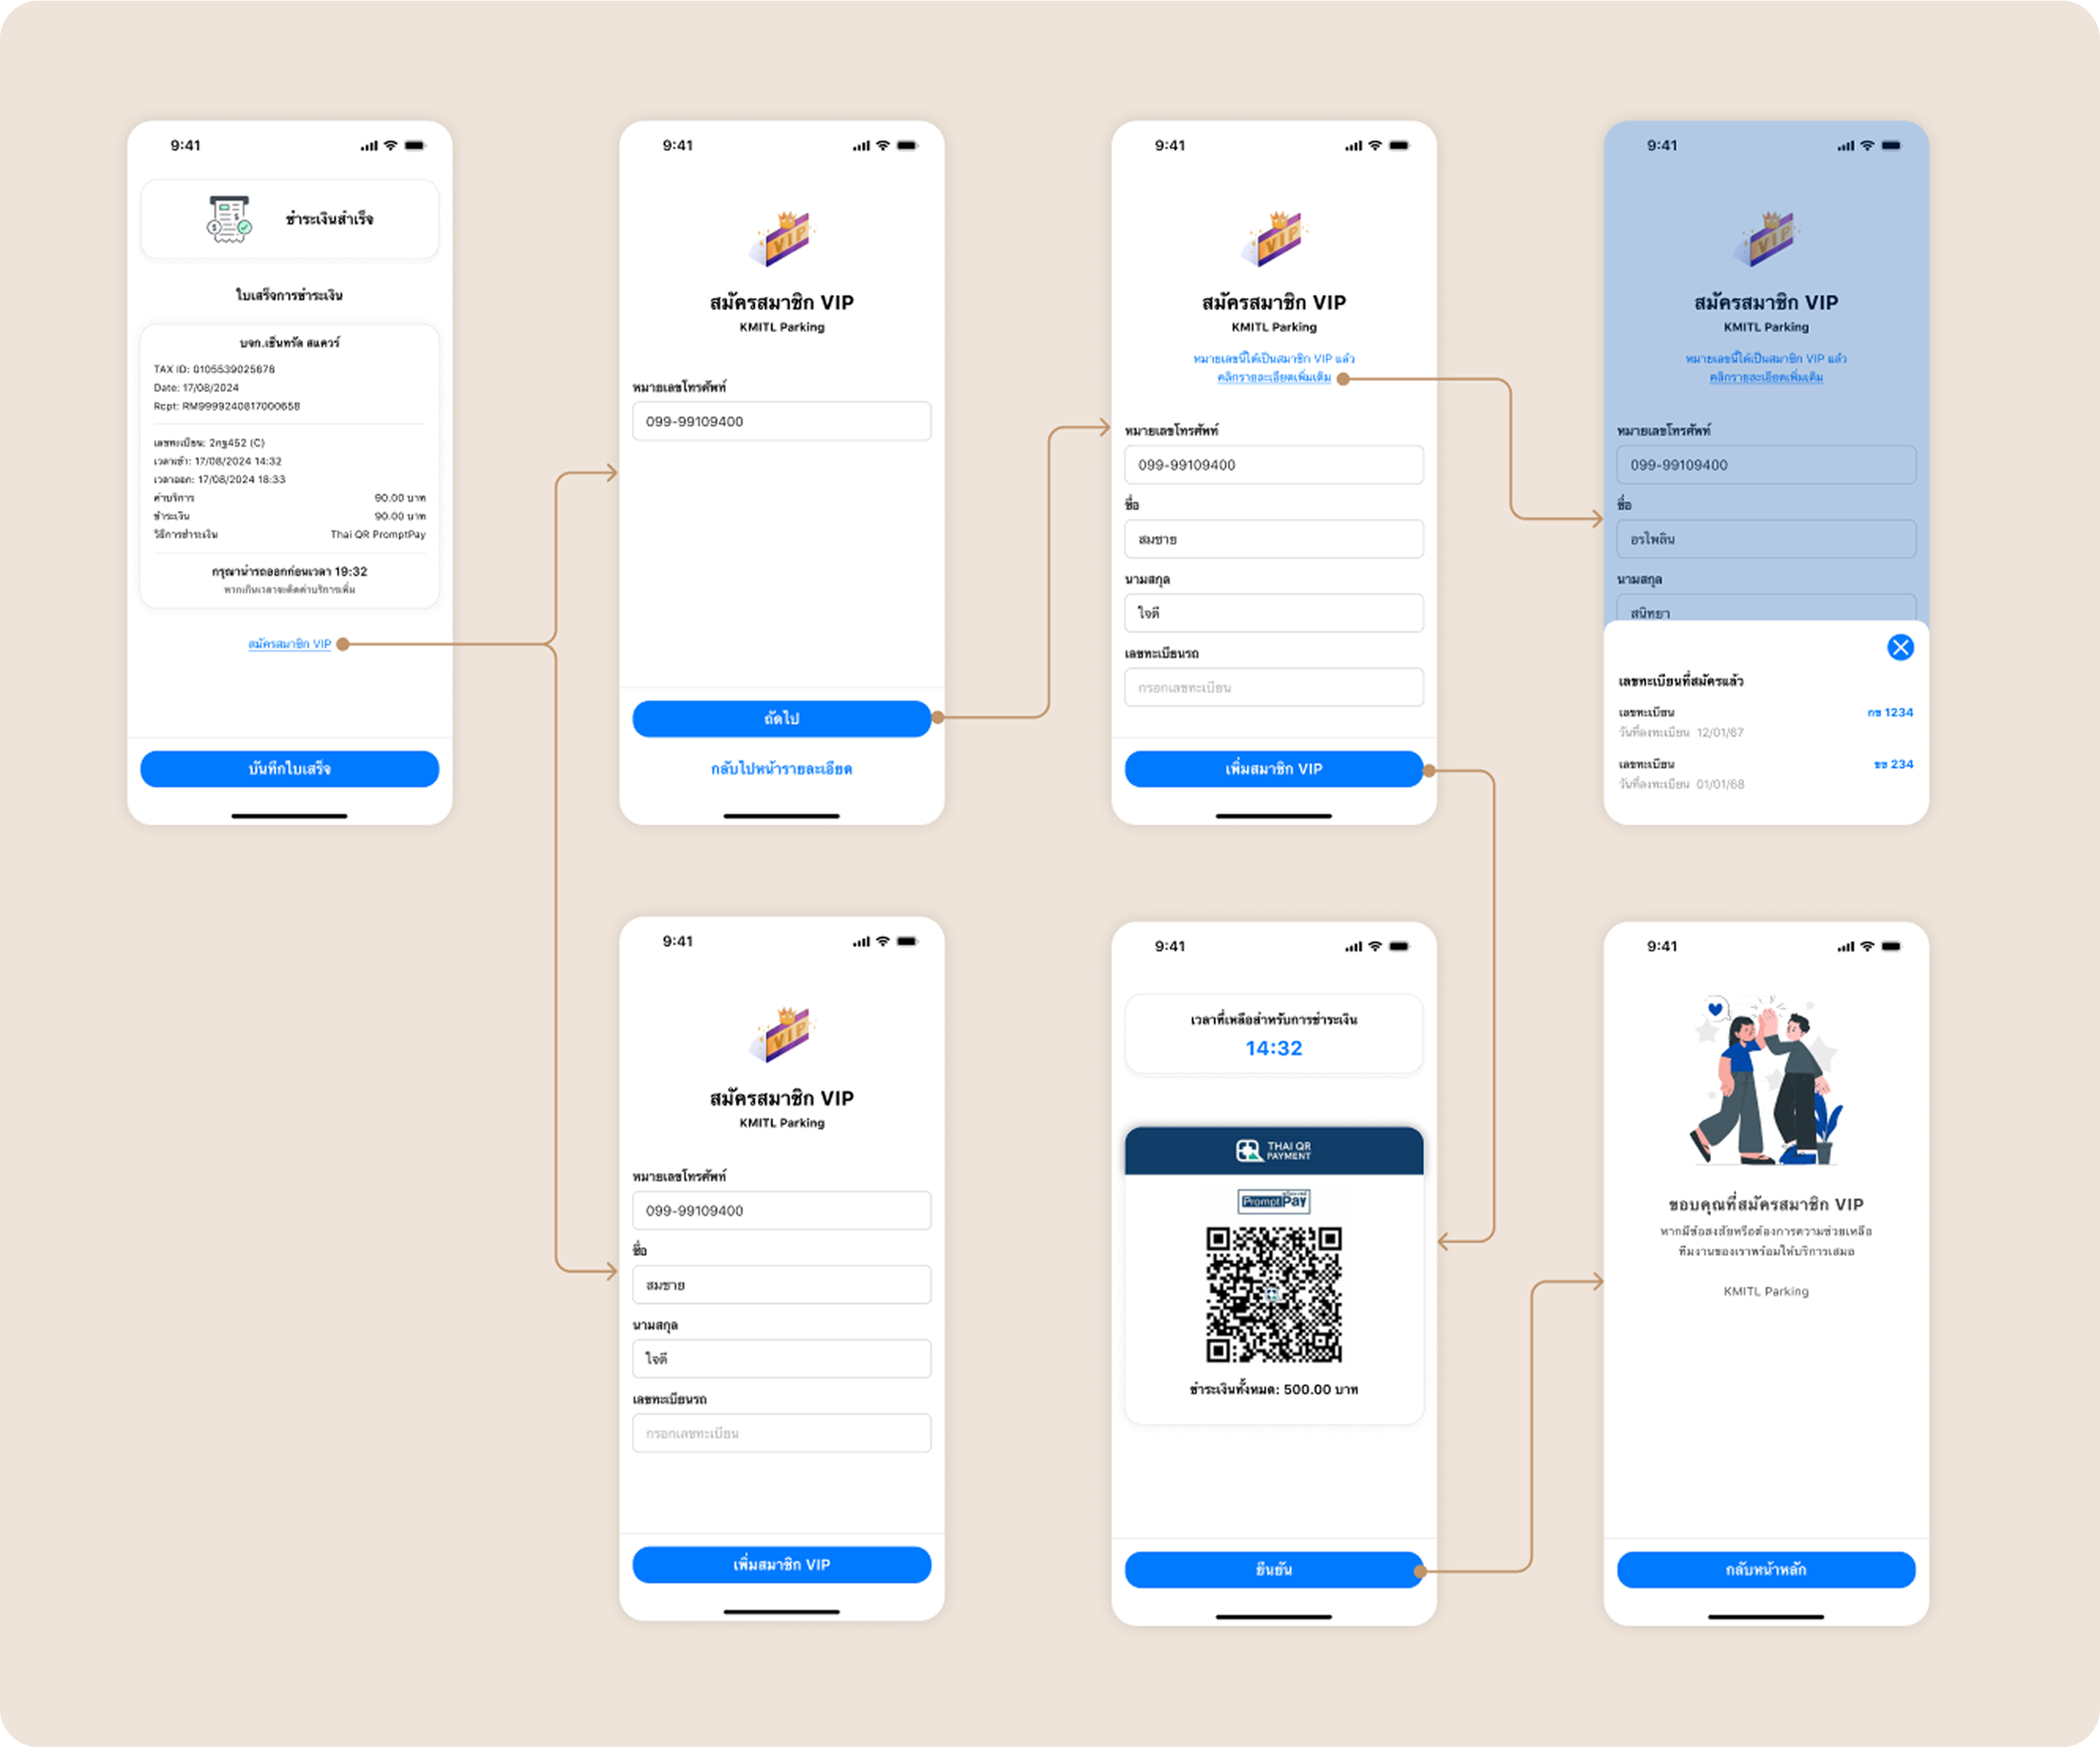 9:41
ชำระเงินสำเร็จ
ใบเสร็จการชำระเงิน
บจก.เซ็นทรัล สแควร์
TAX ID: 0105539025678
Date: 17/08/2024
Rcpt: RM9999240817000658
เลขทะเบียน: 2กฐ452 (C)
เวลาเข้า: 17/08/2024 14:32
เวลาออก: 17/08/2024 18:33
ค่าบริการ 90.00 บาท
ชำระเงิน 90.00 บาท
วิธีการชำระเงิน Thai QR PromptPay
กรุณานำรถออกก่อนเวลา 19:32
หากเกินเวลาจะคิดค่าบริการเพิ่ม
สมัครสมาชิก VIP
บันทึกใบเสร็จ
9:41
VIP
สมัครสมาชิก VIP
KMITL Parking
หมายเลขโทรศัพท์
099-99109400
ถัดไป
กลับไปหน้ารายละเอียด
9:41
VIP
สมัครสมาชิก VIP
KMITL Parking
หมายเลขนี้ได้เป็นสมาชิก VIP แล้ว
คลิกรายละเอียดเพิ่มเติม
หมายเลขโทรศัพท์
099-99109400
ชื่อ
สมชาย
นามสกุล
ใจดี
เลขทะเบียนรถ
กรอกเลขทะเบียน
เพิ่มสมาชิก VIP
9:41
VIP
สมัครสมาชิก VIP
KMITL Parking
หมายเลขนี้ได้เป็นสมาชิก VIP แล้ว
คลิกรายละเอียดเพิ่มเติม
หมายเลขโทรศัพท์
099-99109400
ชื่อ
อรไพลิน
นามสกุล
สนิทยา
เลขทะเบียนที่สมัครแล้ว
เลขทะเบียน กข 1234
วันที่ลงทะเบียน 12/01/67
เลขทะเบียน ขข 234
วันที่ลงทะเบียน 01/01/68
9:41
VIP
สมัครสมาชิก VIP
KMITL Parking
หมายเลขโทรศัพท์
099-99109400
ชื่อ
สมชาย
นามสกุล
ใจดี
เลขทะเบียนรถ
กรอกเลขทะเบียน
เพิ่มสมาชิก VIP
9:41
เวลาที่เหลือสำหรับการชำระเงิน
14:32
THAI QR
PAYMENT
PromptPay
ชำระเงินทั้งหมด: 500.00 บาท
ยืนยัน
9:41
ขอบคุณที่สมัครสมาชิก VIP
หากมีข้อสงสัยหรือต้องการความช่วยเหลือ
ทีมงานของเราพร้อมให้บริการเสมอ
KMITL Parking
กลับหน้าหลัก